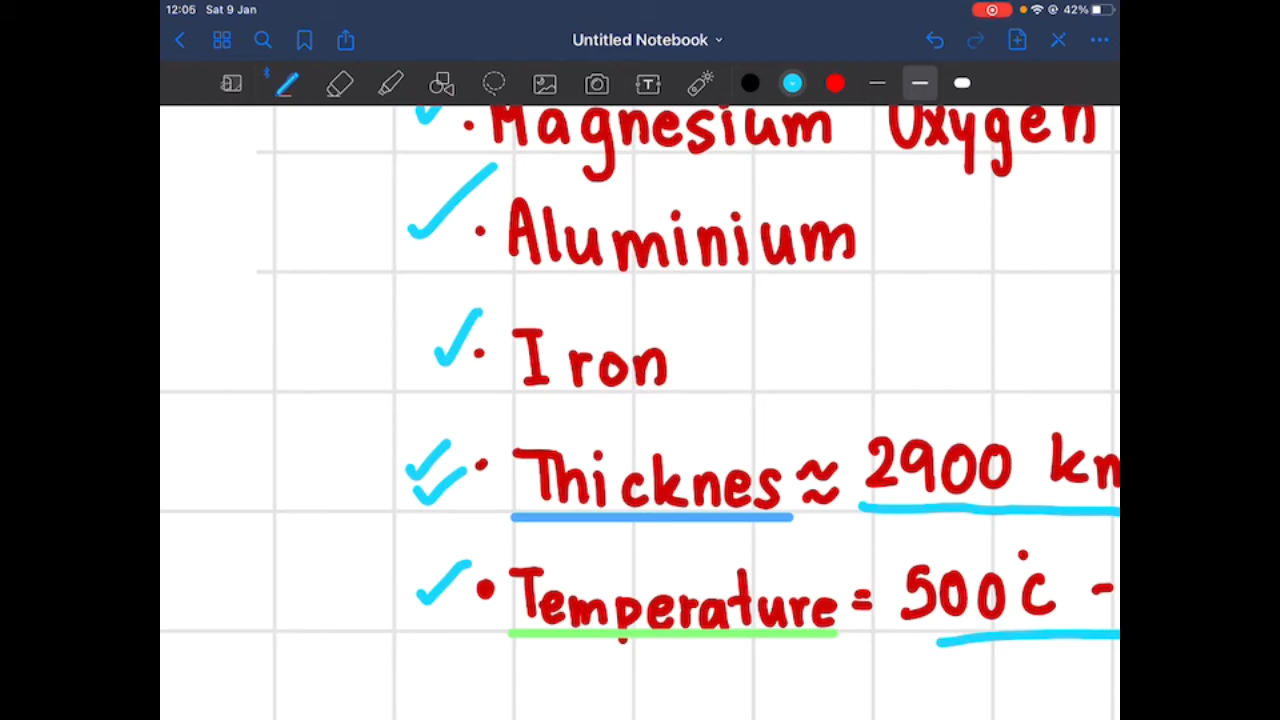 12:05 Sat 9 Jan 42%
Untitled Notebook
T
• Magnesium Oxygen
• Aluminium
• Iron
• Thicknes ≈ 2900 km
• Temperature = 500°c -